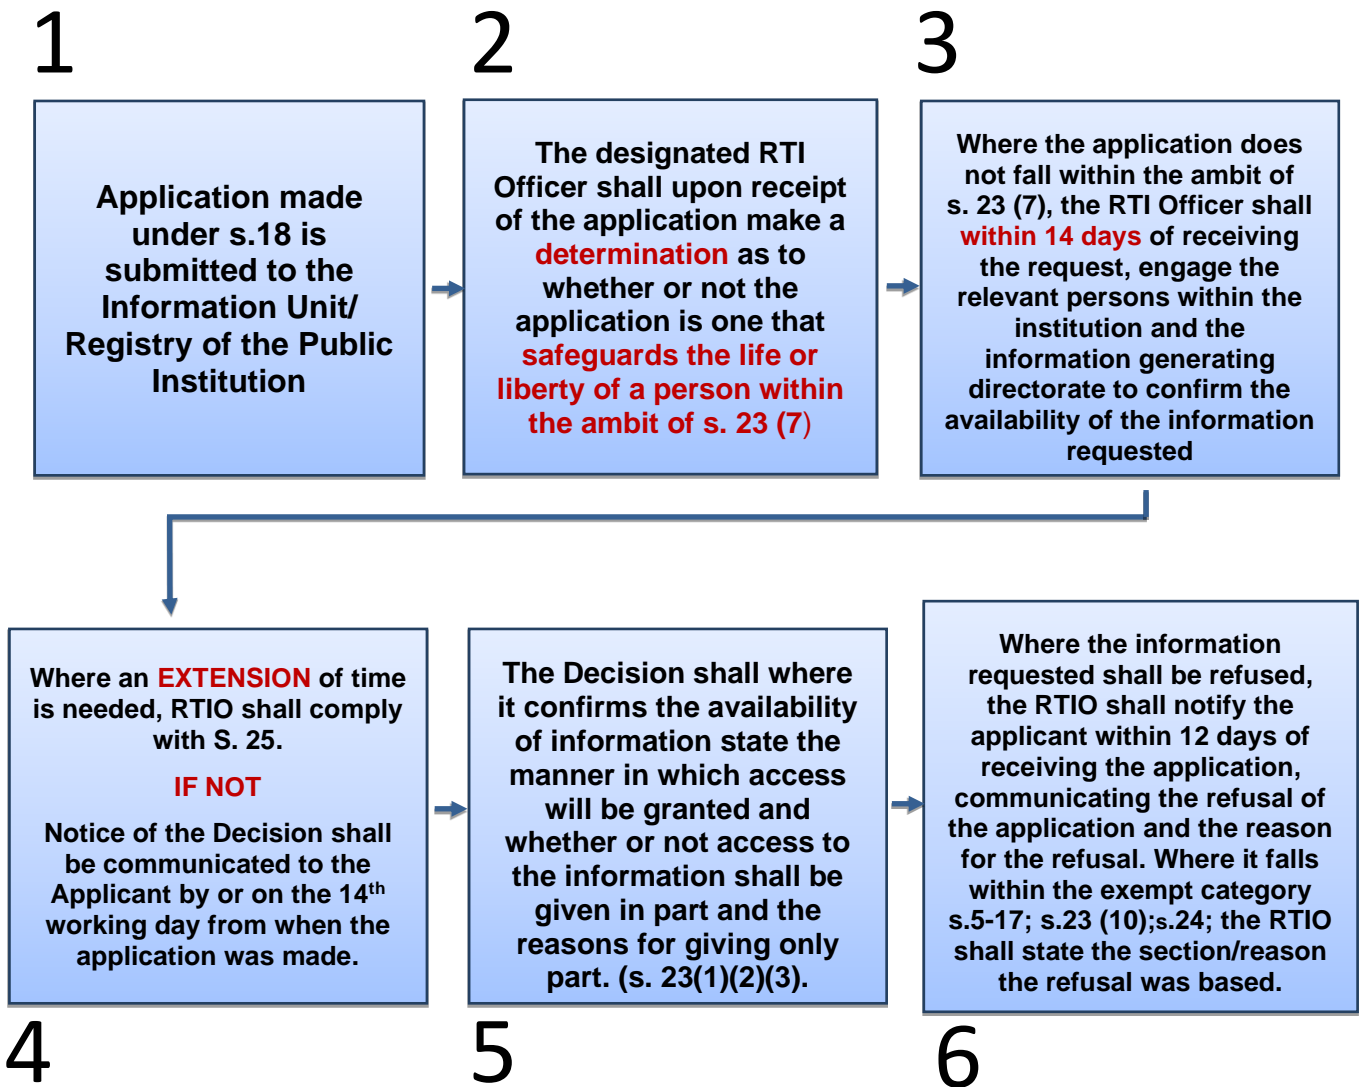 1
2
3
Application made
under s.18 is
submitted to the
Information Unit/
Registry of the Public
Institution
The designated RTI
Officer shall upon receipt
of the application make a
determination as to
whether or not the
application is one that
safeguards the life or
liberty of a person within
the ambit of s. 23 (7)
Where the application does
not fall within the ambit of
s. 23 (7), the RTI Officer shall
within 14 days of receiving
the request, engage the
relevant persons within the
institution and the
information generating
directorate to confirm the
availability of the information
requested
Where an EXTENSION of time
is needed, RTIO shall comply
with S. 25.
IF NOT
Notice of the Decision shall
be communicated to the
Applicant by or on the 14th
working day from when the
application was made.
The Decision shall where
it confirms the availability
of information state the
manner in which access
will be granted and
whether or not access to
the information shall be
given in part and the
reasons for giving only
part. (s. 23(1)(2)(3).
Where the information
requested shall be refused,
the RTIO shall notify the
applicant within 12 days of
receiving the application,
communicating the refusal of
the application and the reason
for the refusal. Where it falls
within the exempt category
s.5-17; s.23 (10);s.24; the RTIO
shall state the section/reason
the refusal was based.
4
5
6